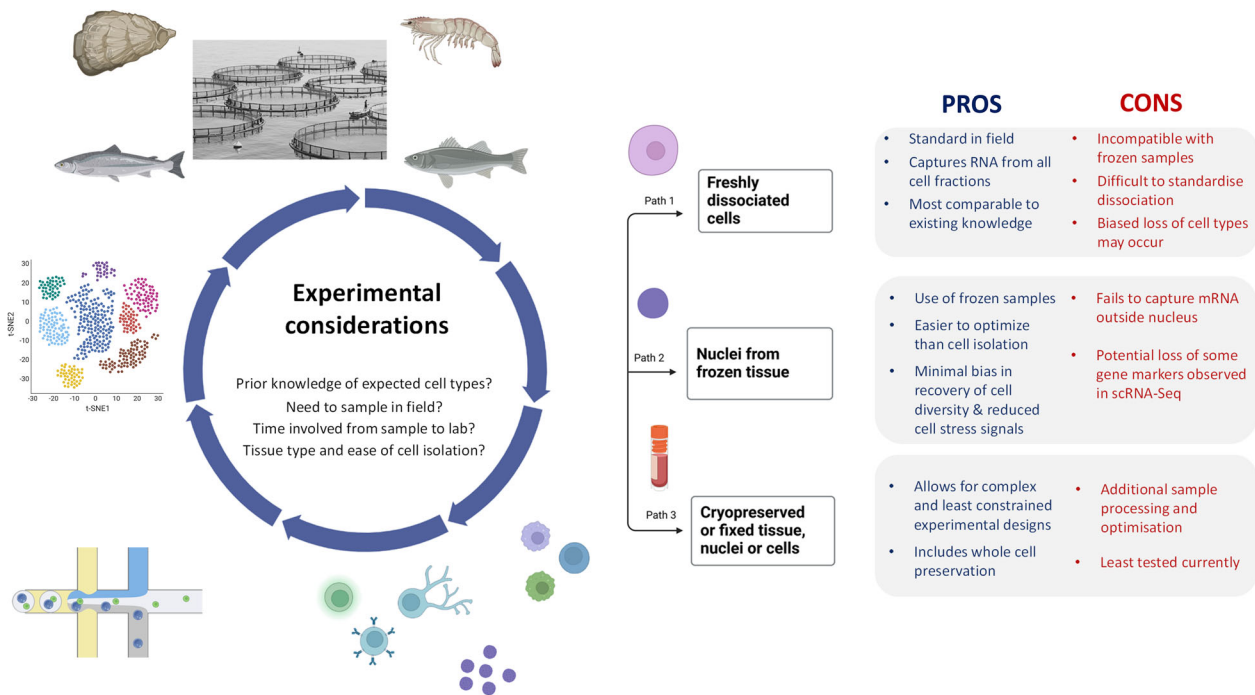 Experimental
considerations
Prior knowledge of expected cell types?
Need to sample in field?
Time involved from sample to lab?
Tissue type and ease of cell isolation?
t-SNE2
30
20
10
0
-10
-20
-30
-30
-20
-10
0
10
20
30
t-SNE1
Path 1
Freshly
dissociated
cells
Path 2
Nuclei from
frozen tissue
Path 3
Cryopreserved
or fixed tissue,
nuclei or cells
PROS
CONS
• Standard in field
• Captures RNA from all
cell fractions
• Most comparable to
existing knowledge
• Incompatible with
frozen samples
• Difficult to standardise
dissociation
• Biased loss of cell types
may occur
• Use of frozen samples
• Easier to optimize
than cell isolation
• Minimal bias in
recovery of cell
diversity & reduced
cell stress signals
• Fails to capture mRNA
outside nucleus
• Potential loss of some
gene markers observed
in scRNA-Seq
• Allows for complex
and least constrained
experimental designs
• Includes whole cell
preservation
• Additional sample
processing and
optimisation
• Least tested currently